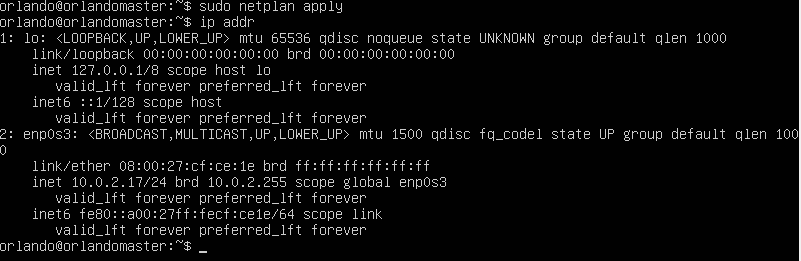 orlando@orlandomaster:~$ sudo netplan apply
orlando@orlandomaster:~$ ip addr
1: lo: <LOOPBACK,UP,LOWER_UP> mtu 65536 qdisc noqueue state UNKNOWN group default qlen 1000
    link/loopback 00:00:00:00:00:00 brd 00:00:00:00:00:00
    inet 127.0.0.1/8 scope host lo
       valid_lft forever preferred_lft forever
    inet6 ::1/128 scope host
       valid_lft forever preferred_lft forever
2: enp0s3: <BROADCAST,MULTICAST,UP,LOWER_UP> mtu 1500 qdisc fq_codel state UP group default qlen 100
0
    link/ether 08:00:27:cf:ce:1e brd ff:ff:ff:ff:ff:ff
    inet 10.0.2.17/24 brd 10.0.2.255 scope global enp0s3
       valid_lft forever preferred_lft forever
    inet6 fe80::a00:27ff:fecf:ce1e/64 scope link
       valid_lft forever preferred_lft forever
orlando@orlandomaster:~$ _